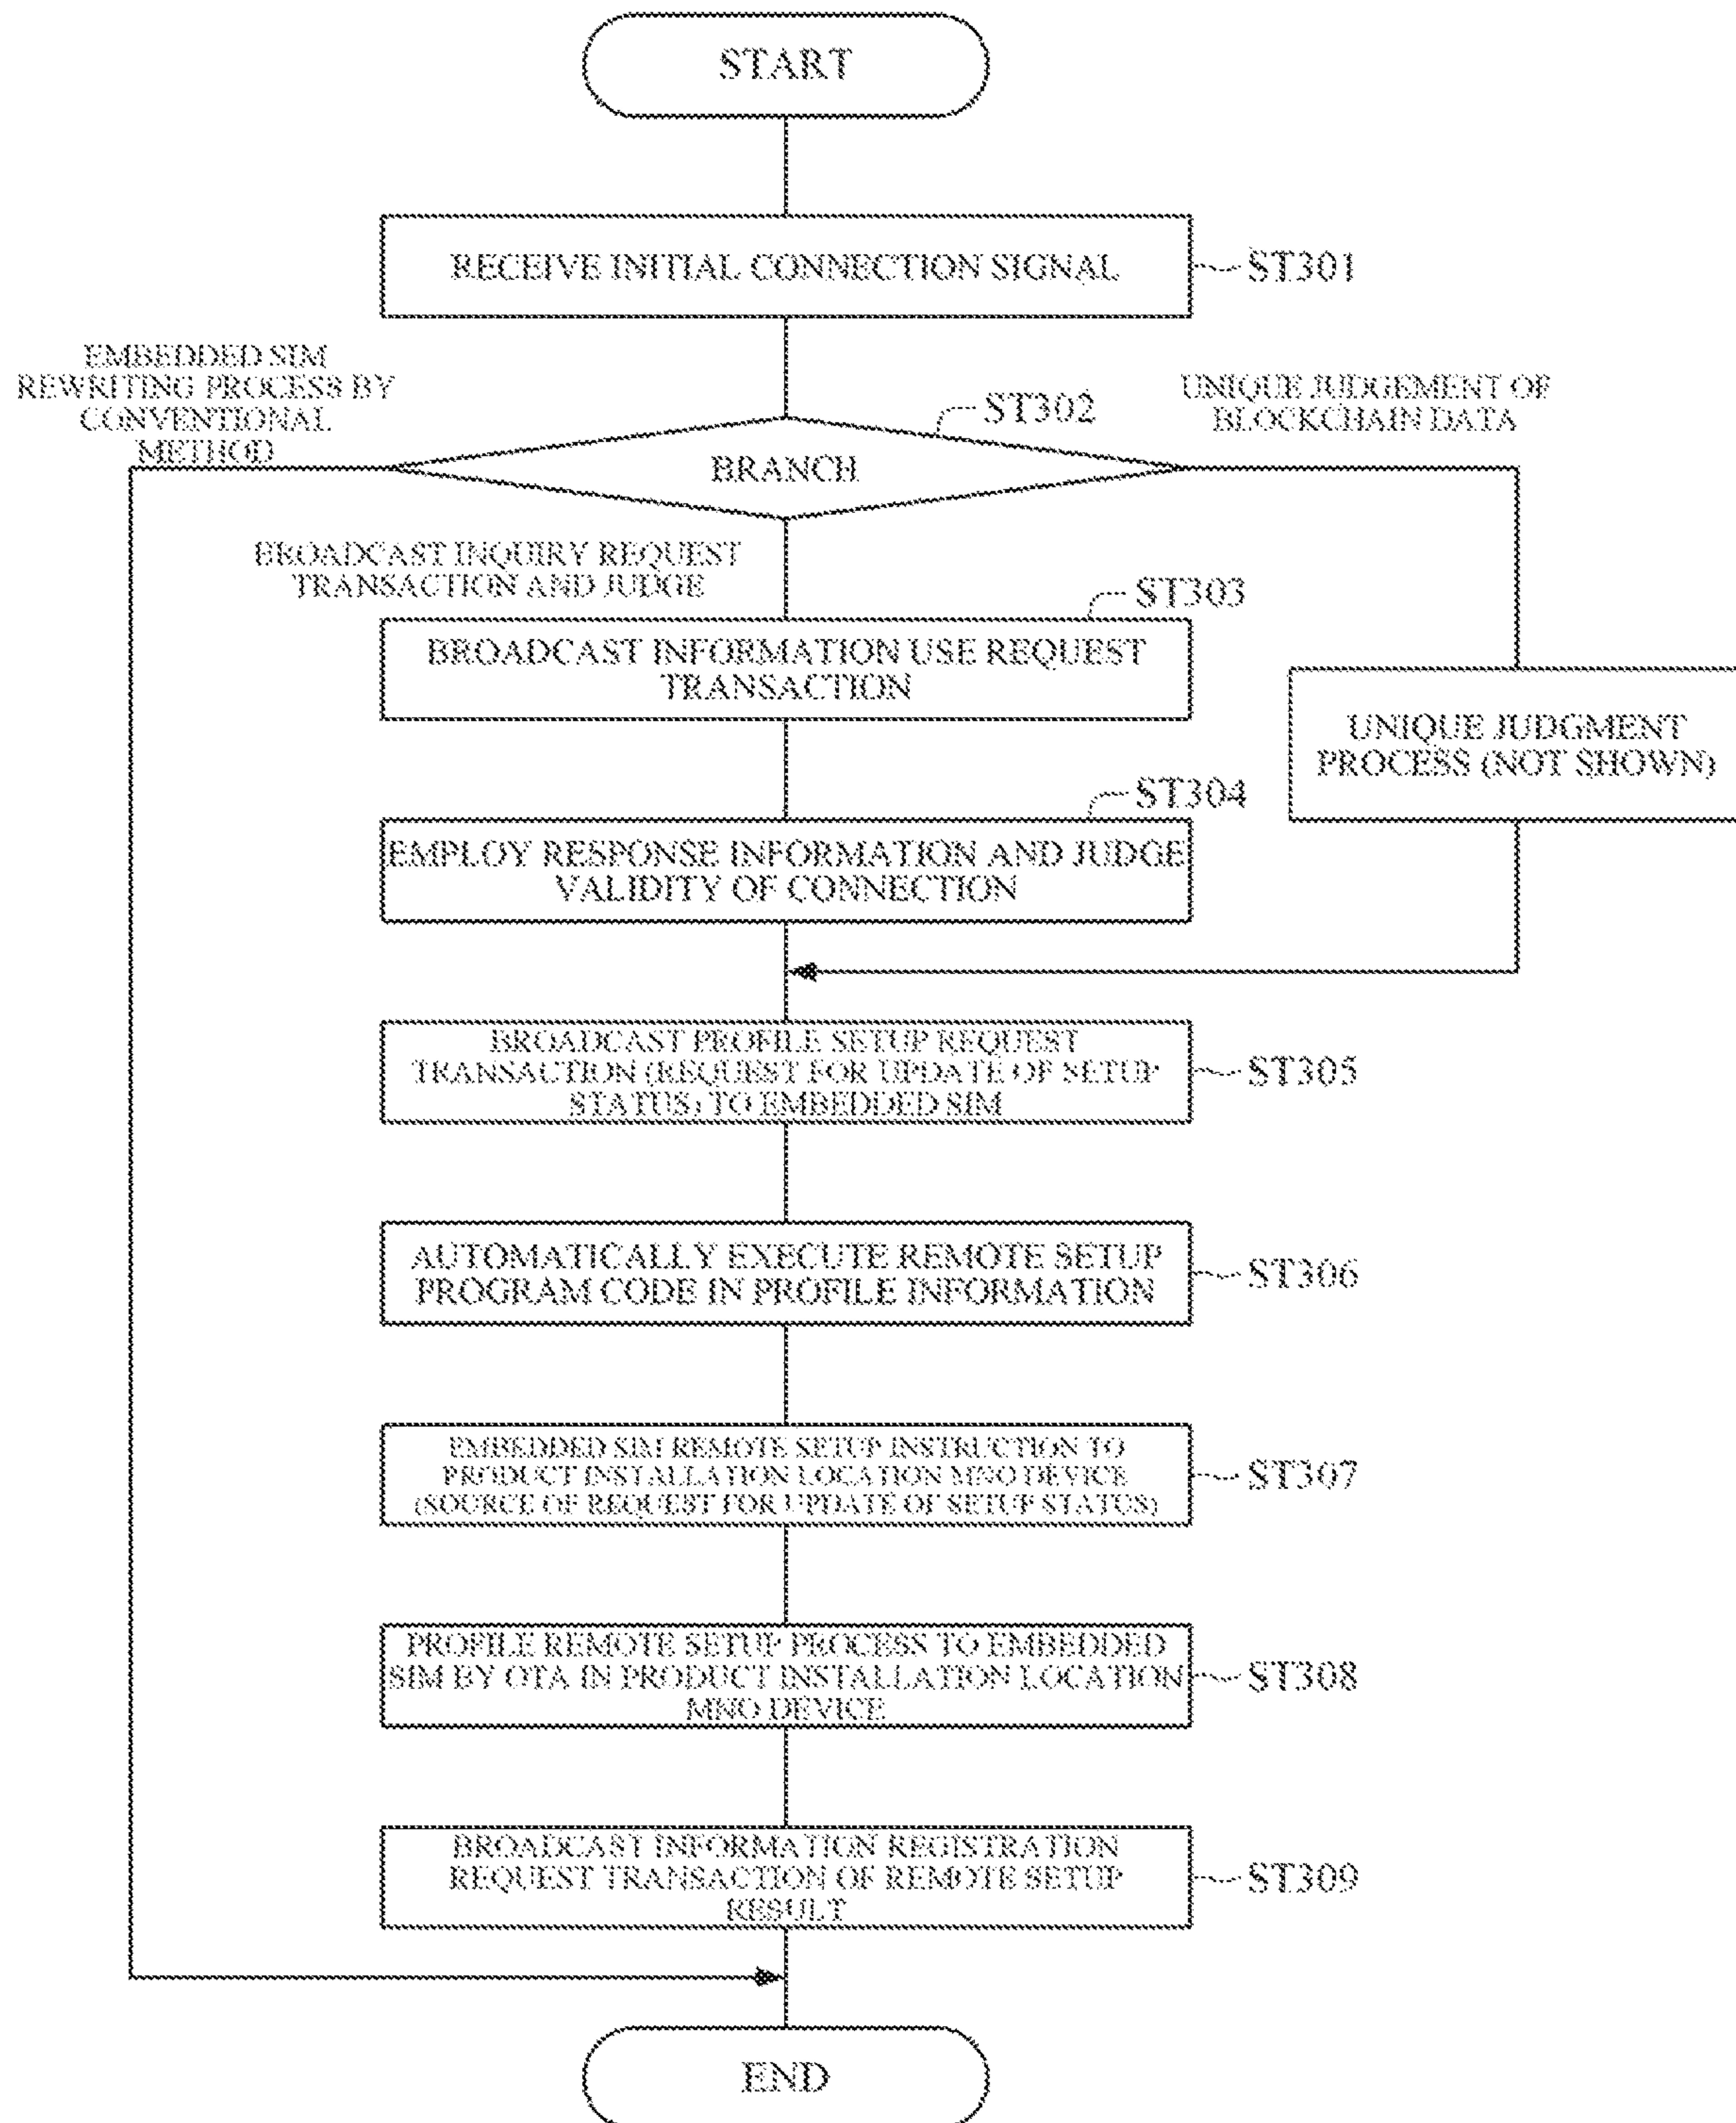 START
RECEIVE INITIAL CONNECTION SIGNAL
ST301
EMBEDDED SIM
REWRITING PROCESS BY
CONVENTIONAL
METHOD
ST302
UNIQUE JUDGEMENT OF
BLOCKCHAIN DATA
BRANCH
BROADCAST INQUIRY REQUEST
TRANSACTION AND JUDGE
ST303
BROADCAST INFORMATION USE REQUEST
TRANSACTION
UNIQUE JUDGMENT
PROCESS (NOT SHOWN)
ST304
EMPLOY RESPONSE INFORMATION AND JUDGE
VALIDITY OF CONNECTION
BROADCAST PROFILE SETUP REQUEST
TRANSACTION (REQUEST FOR UPDATE OF SETUP
STATUS) TO EMBEDDED SIM
ST305
AUTOMATICALLY EXECUTE REMOTE SETUP
PROGRAM CODE IN PROFILE INFORMATION
ST306
EMBEDDED SIM REMOTE SETUP INSTRUCTION TO
PRODUCT INSTALLATION LOCATION MNO DEVICE
(SOURCE OF REQUEST FOR UPDATE OF SETUP STATUS)
ST307
PROFILE REMOTE SETUP PROCESS TO EMBEDDED
SIM BY OTA IN PRODUCT INSTALLATION LOCATION
MNO DEVICE
ST308
BROADCAST INFORMATION REGISTRATION
REQUEST TRANSACTION OF REMOTE SETUP
RESULT
ST309
END